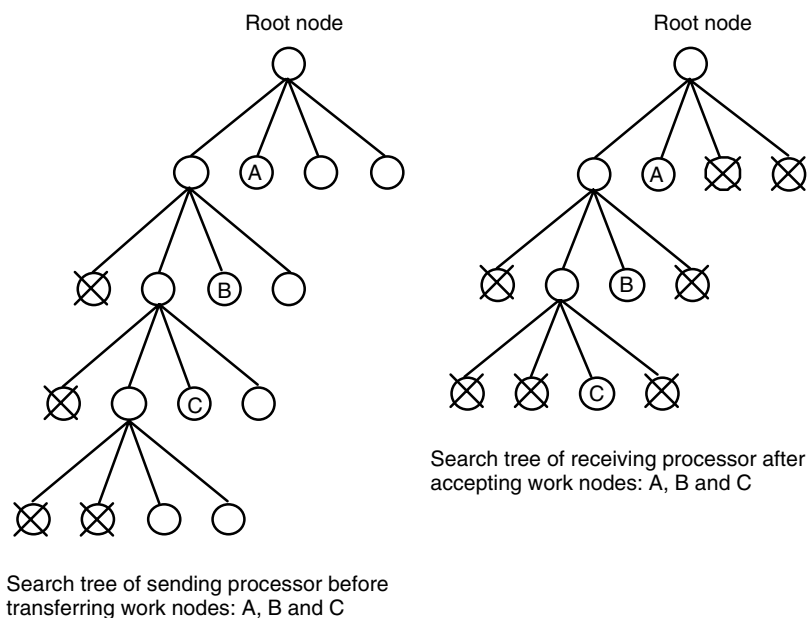 Root node
A
B
C
Search tree of sending processor before
transferring work nodes: A, B and C
Root node
A
B
C
Search tree of receiving processor after
accepting work nodes: A, B and C